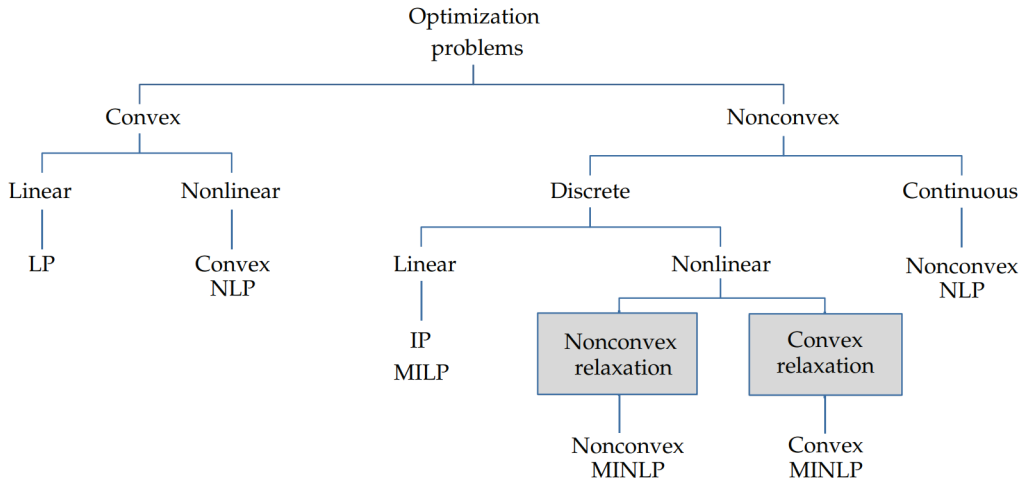 Optimization
problems
Convex
Nonconvex
Linear
Nonlinear
Discrete
Continuous
LP
Convex
NLP
Linear
Nonlinear
Nonconvex
NLP
IP
MILP
Nonconvex
relaxation
Convex
relaxation
Nonconvex
MINLP
Convex
MINLP